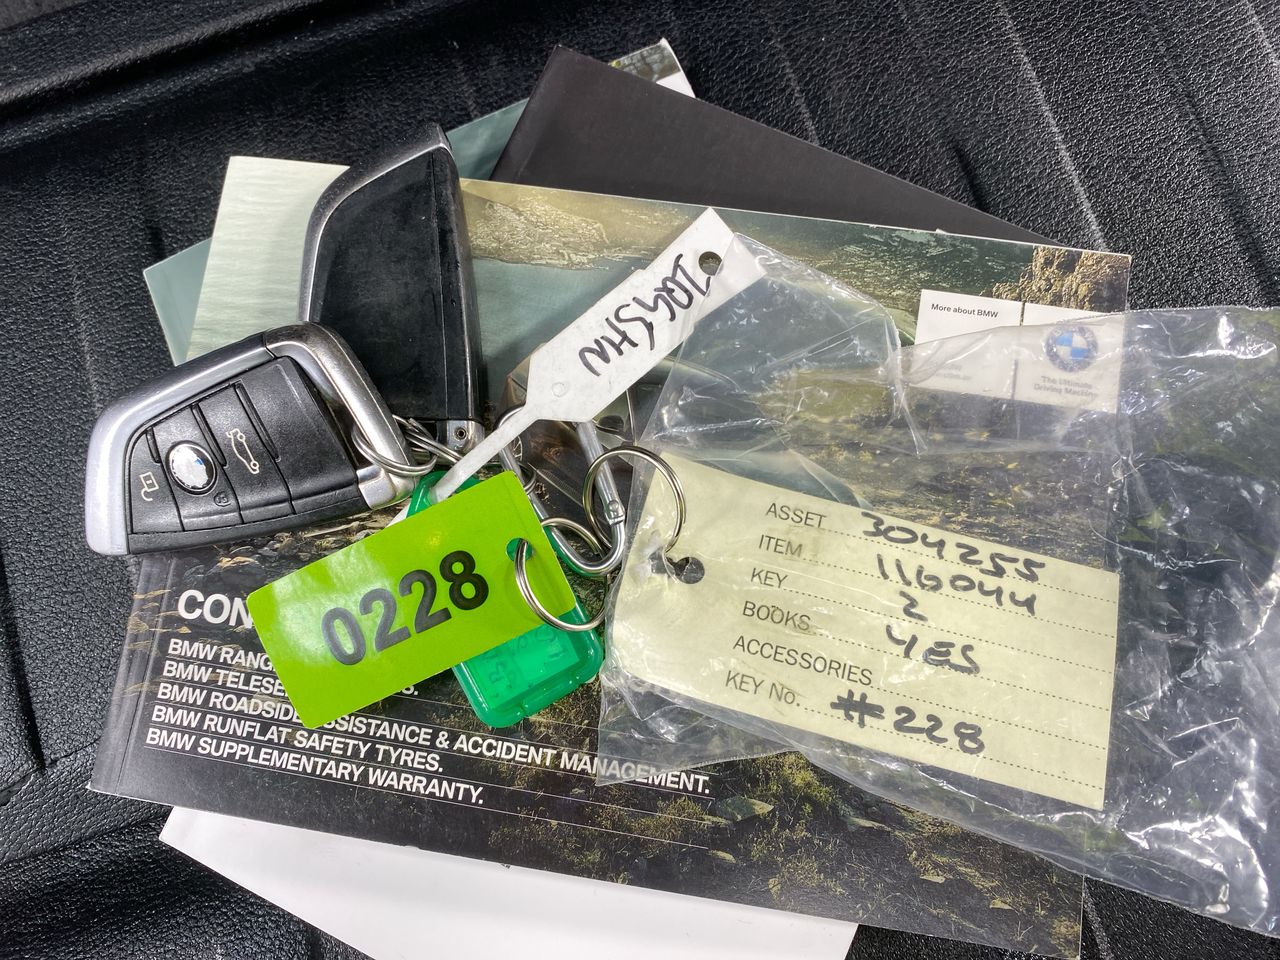 More about BMW
The Ultimate
Driving Machine
ASSET 304255
ITEM 116044
KEY 2
BOOKS YES
ACCESSORIES
KEY No. #228
0228
CON
BMW RANG
BMW TELESE S.
BMW ROADSIDE ASSISTANCE & ACCIDENT MANAGEMENT.
BMW RUNFLAT SAFETY TYRES.
BMW SUPPLEMENTARY WARRANTY.